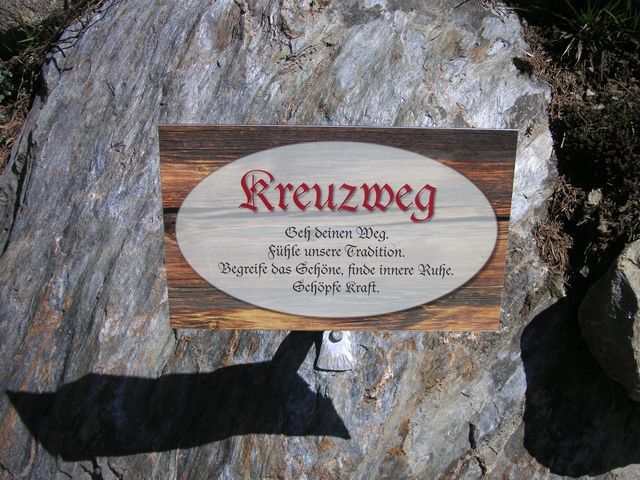 Kreuzweg
Geh deinen Weg.
Fühle unsere Tradition.
Begreife das Schöne, finde innere Ruhe.
Schöpfe Kraft.